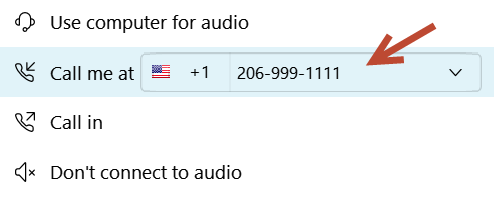 Use computer for audio
Call me at +1 206-999-1111
Call in
Don't connect to audio